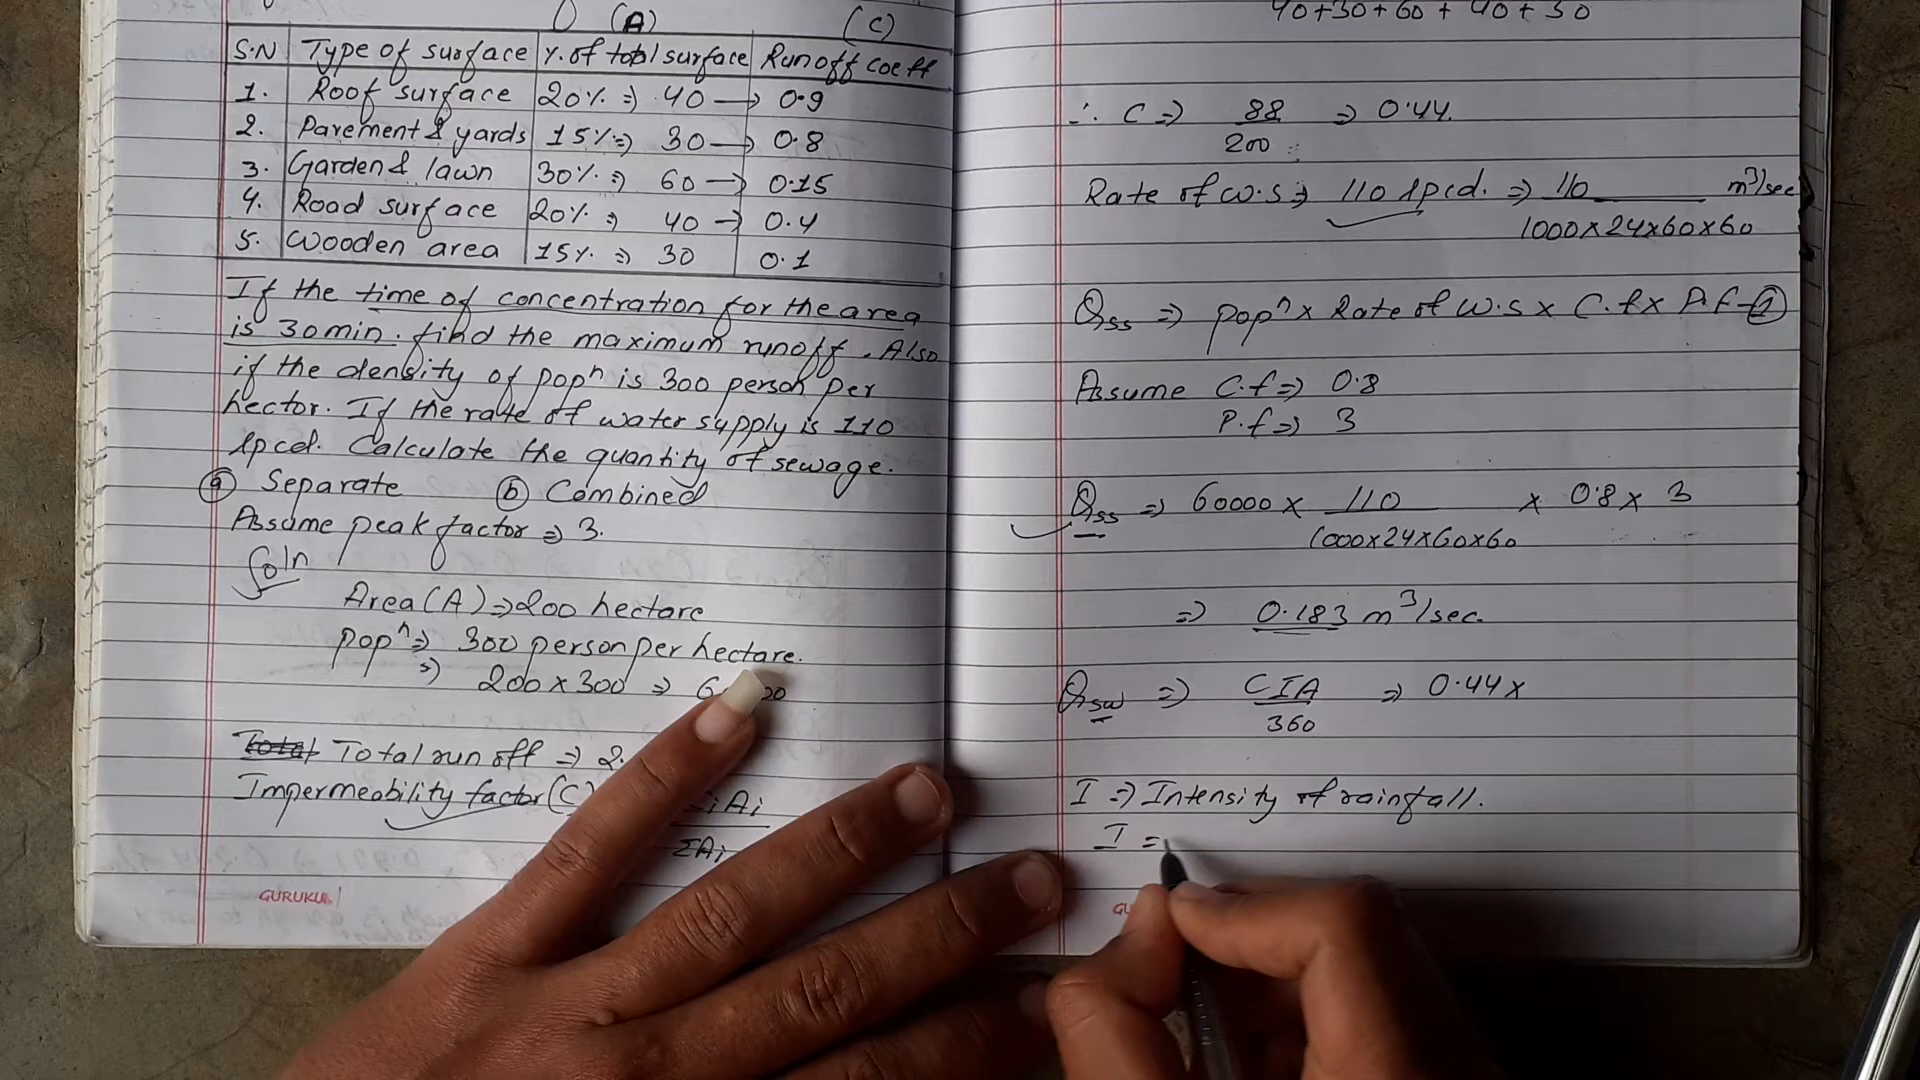 (A) (C)
S.N Type of surface %. of total surface Runoff coeff
1. Roof surface 20% => 40 → 0.9
2. Pavement & yards 15% => 30 → 0.8
3. Garden & lawn 30% => 60 → 0.15
4. Road surface 20% => 40 → 0.4
5. Wooden area 15% => 30 0.1
If the time of concentration for the area
is 30 min. find the maximum runoff. Also
if the density of popⁿ is 300 person per
hector. If the rate of water supply is 110
lpcd. Calculate the quantity of sewage.
ⓐ Separate ⓑ Combined
Assume peak factor => 3.
Soln
Area (A) => 200 hectare
popⁿ => 300 person per hectare.
=> 200 x 300 =>
Total run off => 2.
Impermeability factor (C)
ΣAi
GURUKUL
40+30+60+40+30
∴ C => 88/200 => 0.44.
Rate of W.S => 110 lpcd. => 110 m³/sec
1000x24x60x60
Qss => popⁿ x Rate of W.S x C.f x P.f - ②
Assume C.f => 0.8
P.f => 3
Qss => 60000 x 110 x 0.8 x 3
1000x24x60x60
=> 0.183 m³/sec.
Qsw => CIA => 0.44x
360
I => Intensity of rainfall.
I =